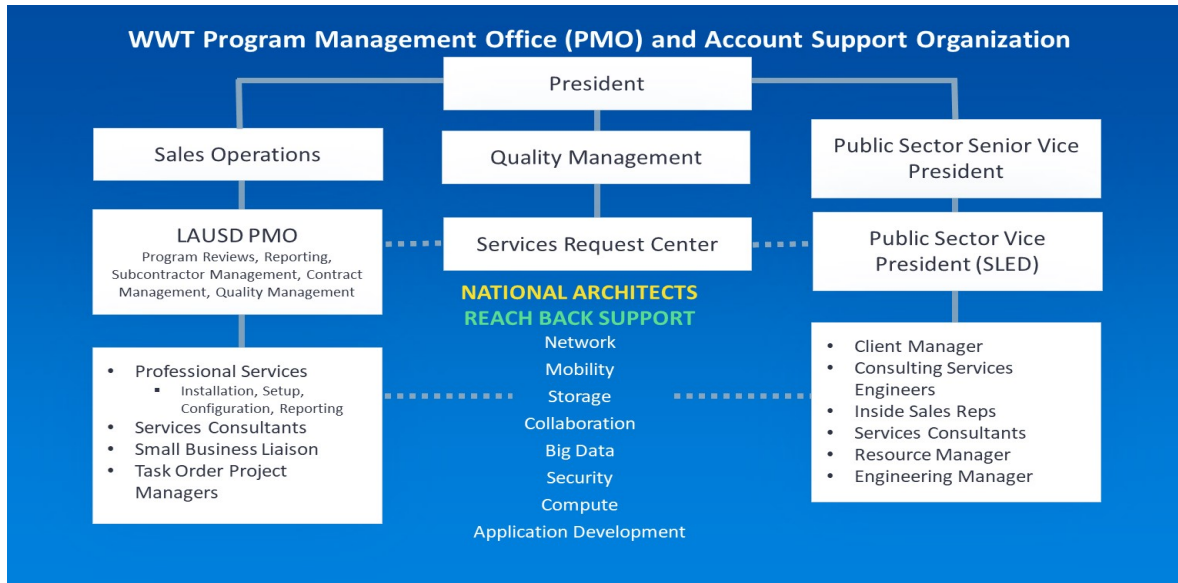 WWT Program Management Office (PMO) and Account Support Organization
President
Sales Operations
Quality Management
Public Sector Senior Vice
President
LAUSD PMO
Program Reviews, Reporting,
Subcontractor Management, Contract
Management, Quality Management
Services Request Center
Public Sector Vice
President (SLED)
NATIONAL ARCHITECTS
REACH BACK SUPPORT
Network
Mobility
Storage
Collaboration
Big Data
Security
Compute
Application Development
• Professional Services
▪ Installation, Setup,
Configuration, Reporting
• Services Consultants
• Small Business Liaison
• Task Order Project
Managers
• Client Manager
• Consulting Services
Engineers
• Inside Sales Reps
• Services Consultants
• Resource Manager
• Engineering Manager